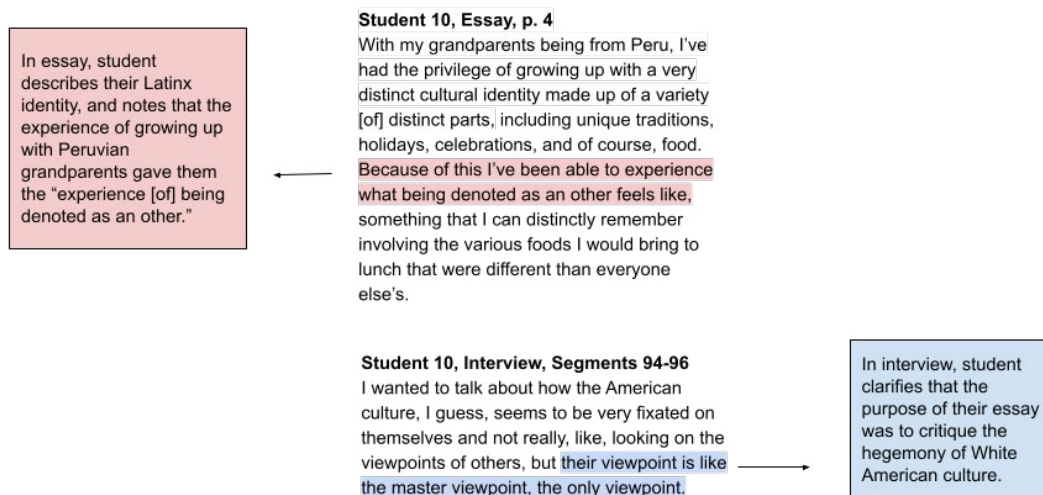 In essay, student
describes their Latinx
identity, and notes that the
experience of growing up
with Peruvian
grandparents gave them
the “experience [of] being
denoted as an other.”
Student 10, Essay, p. 4
With my grandparents being from Peru, I’ve
had the privilege of growing up with a very
distinct cultural identity made up of a variety
[of] distinct parts, including unique traditions,
holidays, celebrations, and of course, food.
Because of this I’ve been able to experience
what being denoted as an other feels like,
something that I can distinctly remember
involving the various foods I would bring to
lunch that were different than everyone
else’s.
Student 10, Interview, Segments 94-96
I wanted to talk about how the American
culture, I guess, seems to be very fixated on
themselves and not really, like, looking on the
viewpoints of others, but their viewpoint is like
the master viewpoint, the only viewpoint.
In interview, student
clarifies that the
purpose of their essay
was to critique the
hegemony of White
American culture.